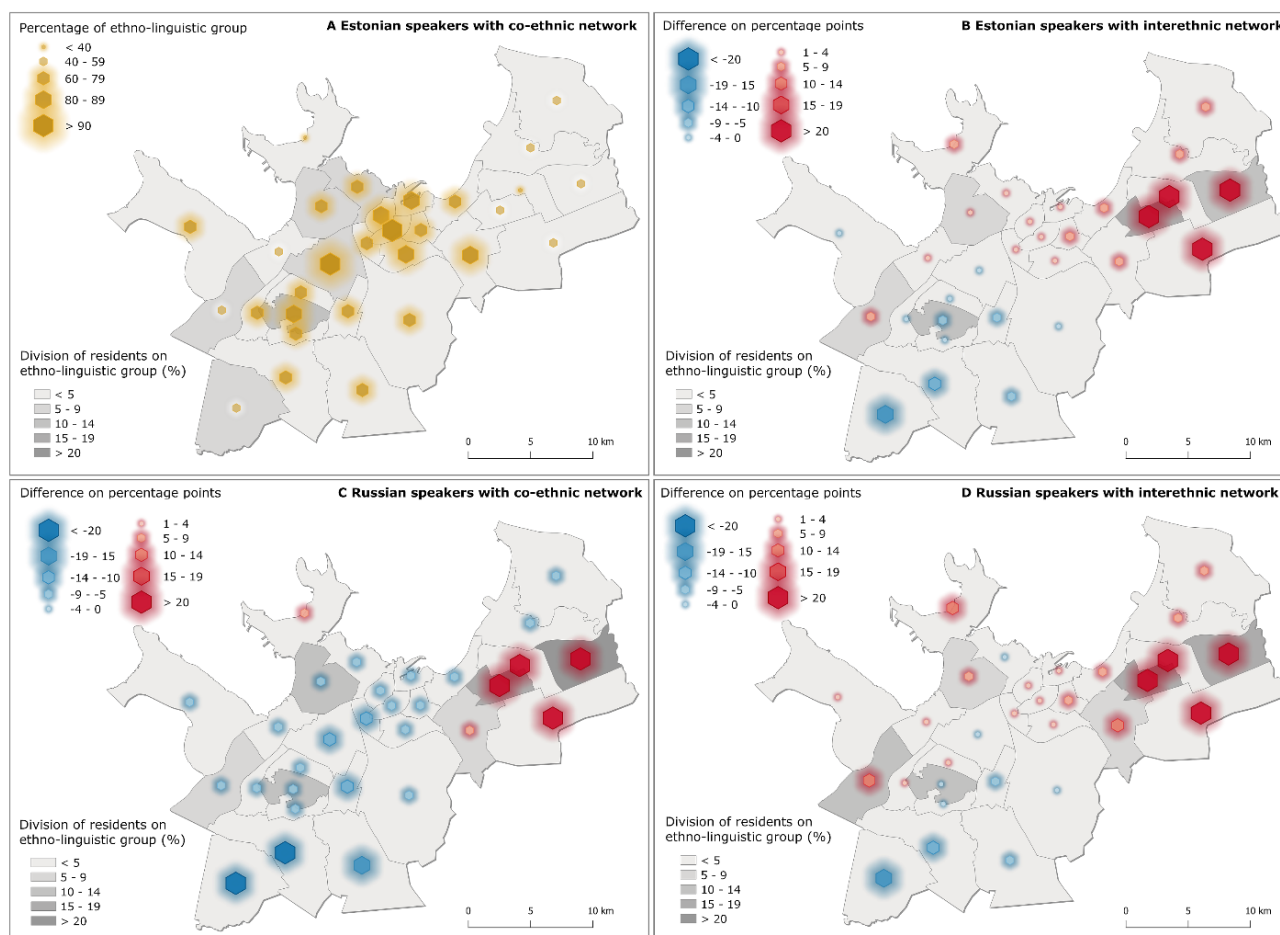 Percentage of ethno-linguistic group
A Estonian speakers with co-ethnic network
< 40
40 - 59
60 - 79
80 - 89
> 90
Division of residents on
ethno-linguistic group (%)
< 5
5 - 9
10 - 14
15 - 19
> 20
0 5 10 km
Difference on percentage points
B Estonian speakers with interethnic network
< -20
-19 - 15
-14 - -10
-9 - -5
-4 - 0
1 - 4
5 - 9
10 - 14
15 - 19
> 20
Division of residents on
ethno-linguistic group (%)
< 5
5 - 9
10 - 14
15 - 19
> 20
0 5 10 km
Difference on percentage points
C Russian speakers with co-ethnic network
< -20
-19 - 15
-14 - -10
-9 - -5
-4 - 0
1 - 4
5 - 9
10 - 14
15 - 19
> 20
Division of residents on
ethno-linguistic group (%)
< 5
5 - 9
10 - 14
15 - 19
> 20
0 5 10 km
Difference on percentage points
D Russian speakers with interethnic network
< -20
-19 - 15
-14 - -10
-9 - -5
-4 - 0
1 - 4
5 - 9
10 - 14
15 - 19
> 20
Division of residents on
ethno-linguistic group (%)
< 5
5 - 9
10 - 14
15 - 19
> 20
0 5 10 km